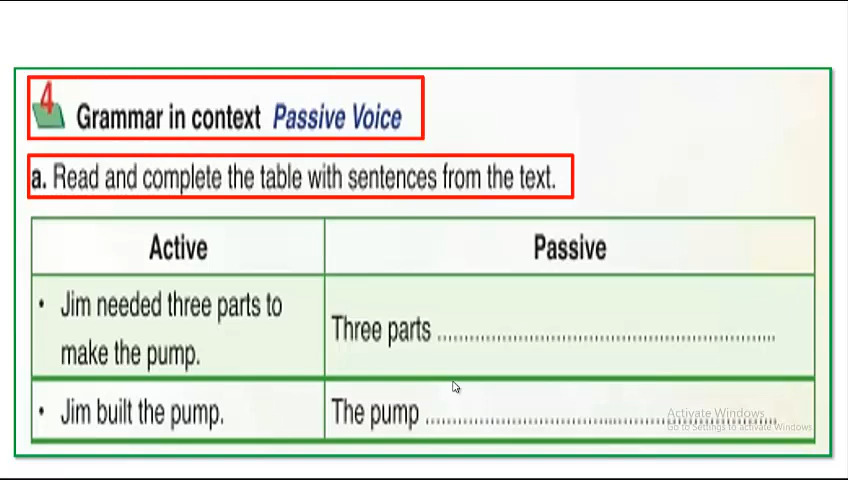 4
Grammar in context Passive Voice
a. Read and complete the table with sentences from the text.
Active
Passive
• Jim needed three parts to
make the pump.
Three parts ................................................................
• Jim built the pump.
The pump ................................................................
Activate Windows
Go to Settings to activate Windows.